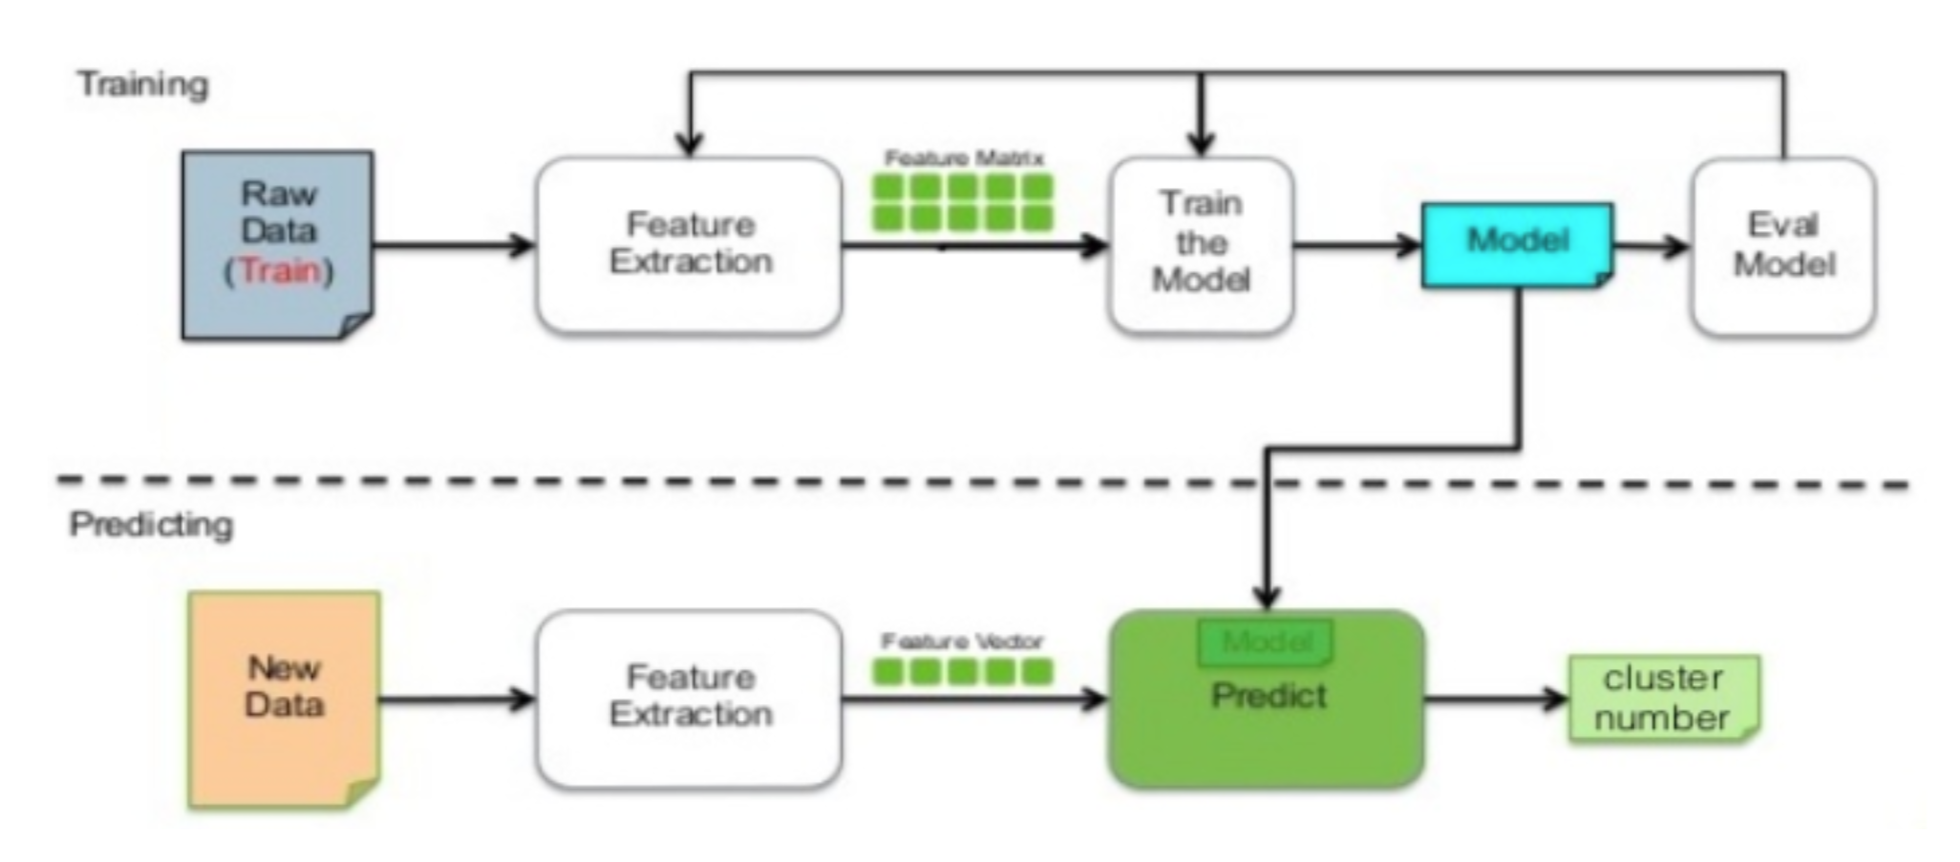 Training
Raw
Data
(Train)
Feature
Extraction
Feature Matrix
Train
the
Model
Model
Eval
Model
Predicting
New
Data
Feature
Extraction
Feature Vector
Model
Predict
cluster
number